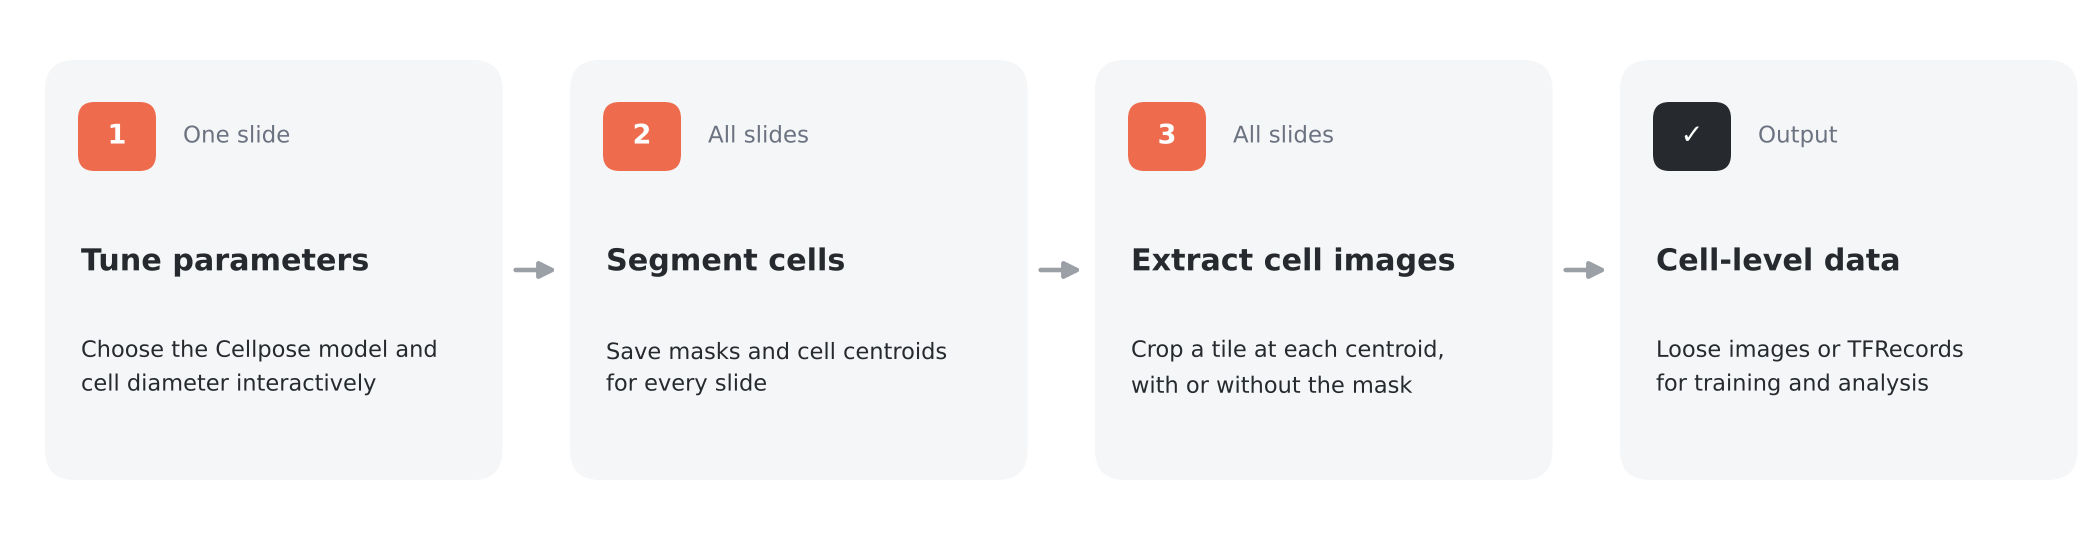 1 One slide
Tune parameters
Choose the Cellpose model and
cell diameter interactively
2 All slides
Segment cells
Save masks and cell centroids
for every slide
3 All slides
Extract cell images
Crop a tile at each centroid,
with or without the mask
✓ Output
Cell-level data
Loose images or TFRecords
for training and analysis